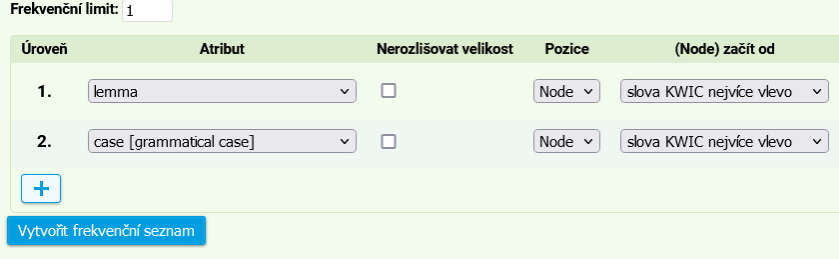 Frekvenční limit: 1
Úroveň Atribut Nerozlišovat velikost Pozice (Node) začít od
1. lemma Node slova KWIC nejvíce vlevo
2. case [grammatical case] Node slova KWIC nejvíce vlevo
+
Vytvořit frekvenční seznam